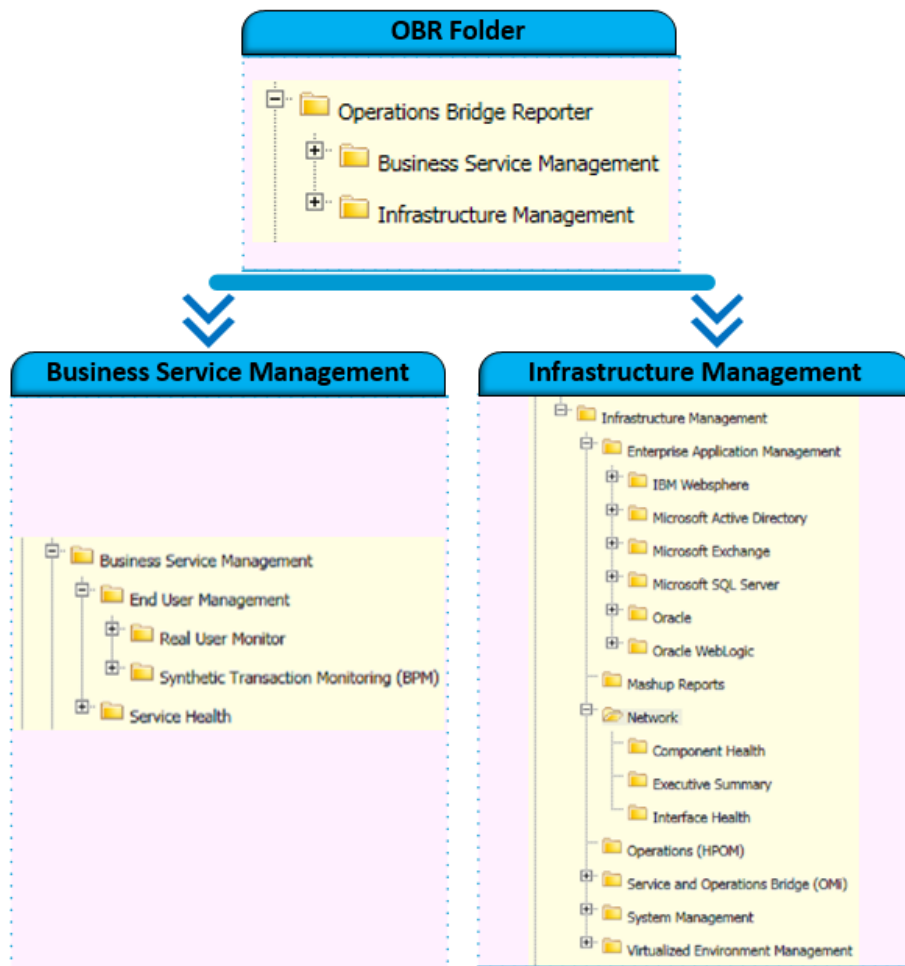 OBR Folder
Operations Bridge Reporter
Business Service Management
Infrastructure Management
Business Service Management
Business Service Management
End User Management
Real User Monitor
Synthetic Transaction Monitoring (BPM)
Service Health
Infrastructure Management
Infrastructure Management
Enterprise Application Management
IBM Websphere
Microsoft Active Directory
Microsoft Exchange
Microsoft SQL Server
Oracle
Oracle WebLogic
Mashup Reports
Network
Component Health
Executive Summary
Interface Health
Operations (HPOM)
Service and Operations Bridge (OMi)
System Management
Virtualized Environment Management